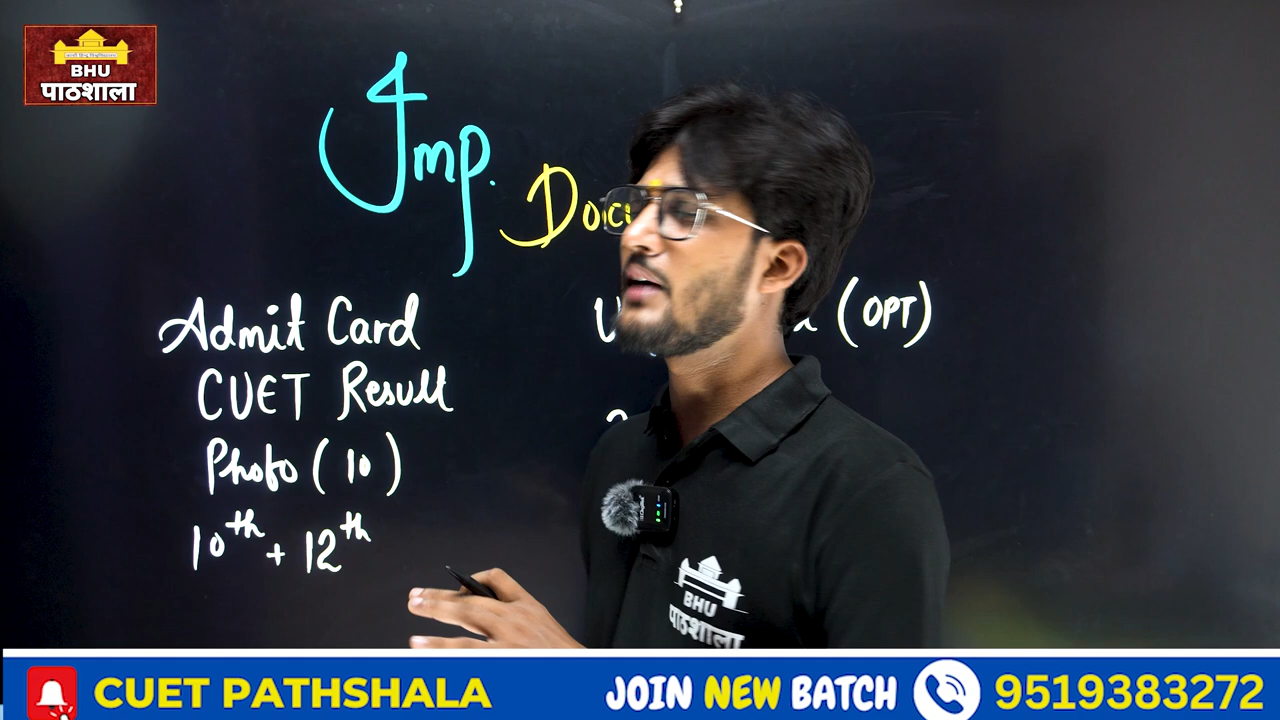 BHU
पाठशाला
Imp.
Admit Card
(OPT)
CUET Result
Photo (10)
10th + 12th
BHU
पाठशाला
CUET PATHSHALA
JOIN NEW BATCH
9519383272